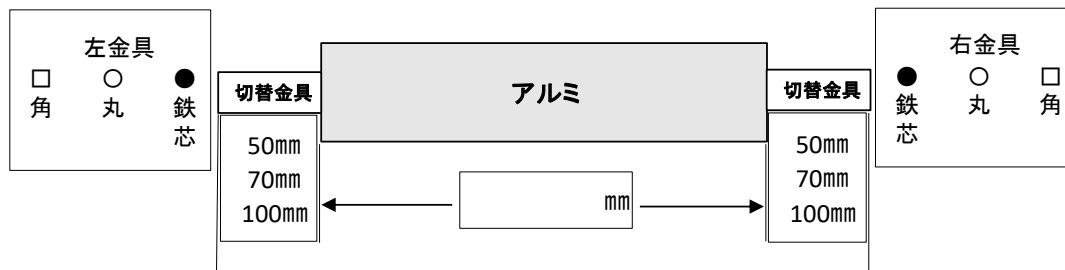 左金具
□ ○ ●
角 丸 鉄芯
切替金具
50㎜
70㎜
100㎜
アルミ
㎜
切替金具
50㎜
70㎜
100㎜
右金具
● ○ □
鉄芯 丸 角